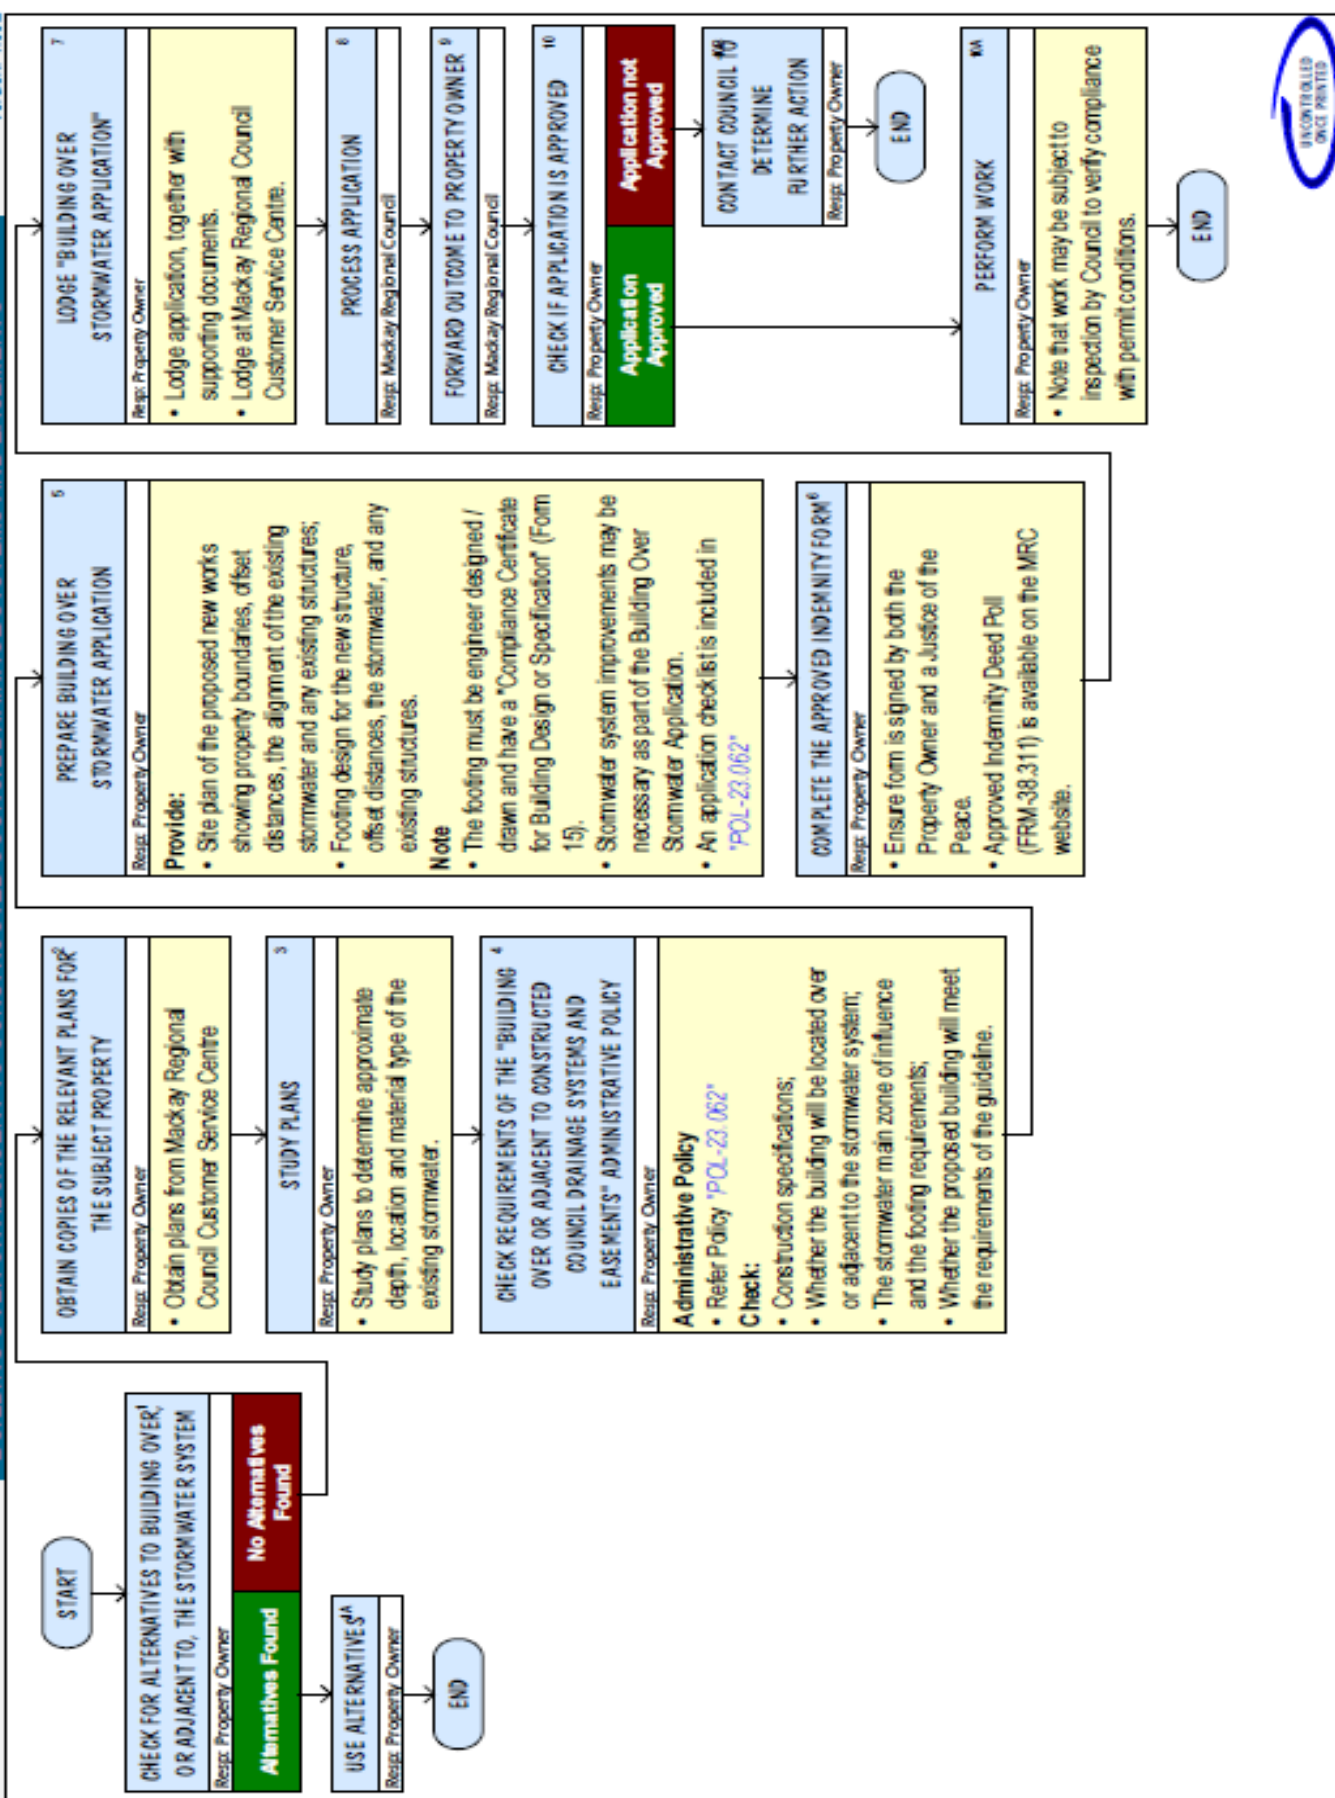 START
CHECK FOR ALTERNATIVES TO BUILDING OVER, 1
OR ADJACENT TO, THE STORMWATER SYSTEM
Resp: Property Owner
Alternatives Found
No Alternatives
Found
USE ALTERNATIVES 1A
Resp: Property Owner
END
OBTAIN COPIES OF THE RELEVANT PLANS FOR 2
THE SUBJECT PROPERTY
Resp: Property Owner
• Obtain plans from Mackay Regional
Council Customer Service Centre
STUDY PLANS 3
Resp: Property Owner
• Study plans to determine approximate
depth, location and material type of the
existing stormwater.
CHECK REQUIREMENTS OF THE "BUILDING 4
OVER OR ADJACENT TO CONSTRUCTED
COUNCIL DRAINAGE SYSTEMS AND
EASEMENTS" ADMINISTRATIVE POLICY
Resp: Property Owner
Administrative Policy
• Refer Policy "POL-23.062"
Check:
• Construction specifications;
• Whether the building will be located over
or adjacent to the stormwater system;
• The stormwater main zone of influence
and the footing requirements;
• Whether the proposed building will meet
the requirements of the guideline.
PREPARE BUILDING OVER 5
STORMWATER APPLICATION
Resp: Property Owner
Provide:
• Site plan of the proposed new works
showing property boundaries, offset
distances, the alignment of the existing
stormwater and any existing structures;
• Footing design for the new structure,
offset distances, the stormwater, and any
existing structures.
Note
• The footing must be engineer designed /
drawn and have a "Compliance Certificate
for Building Design or Specification" (Form
15).
• Stormwater system improvements may be
necessary as part of the Building Over
Stormwater Application.
• An application checklist is included in
"POL-23.062"
COMPLETE THE APPROVED INDEMNITY FORM 6
Resp: Property Owner
• Ensure form is signed by both the
Property Owner and a Justice of the
Peace.
• Approved Indemnity Deed Poll
(FRM-38.311) is available on the MRC
website.
LODGE "BUILDING OVER 7
STORMWATER APPLICATION"
Resp: Property Owner
• Lodge application, together with
supporting documents.
• Lodge at Mackay Regional Council
Customer Service Centre.
PROCESS APPLICATION 8
Resp: Mackay Regional Council
FORWARD OUTCOME TO PROPERTY OWNER 9
Resp: Mackay Regional Council
CHECK IF APPLICATION IS APPROVED 10
Resp: Property Owner
Application
Approved
Application not
Approved
CONTACT COUNCIL TO
DETERMINE
FURTHER ACTION
Resp: Property Owner
END
PERFORM WORK 10A
Resp: Property Owner
• Note that work may be subject to
inspection by Council to verify compliance
with permit conditions.
END
UNCONTROLLED
ONCE PRINTED